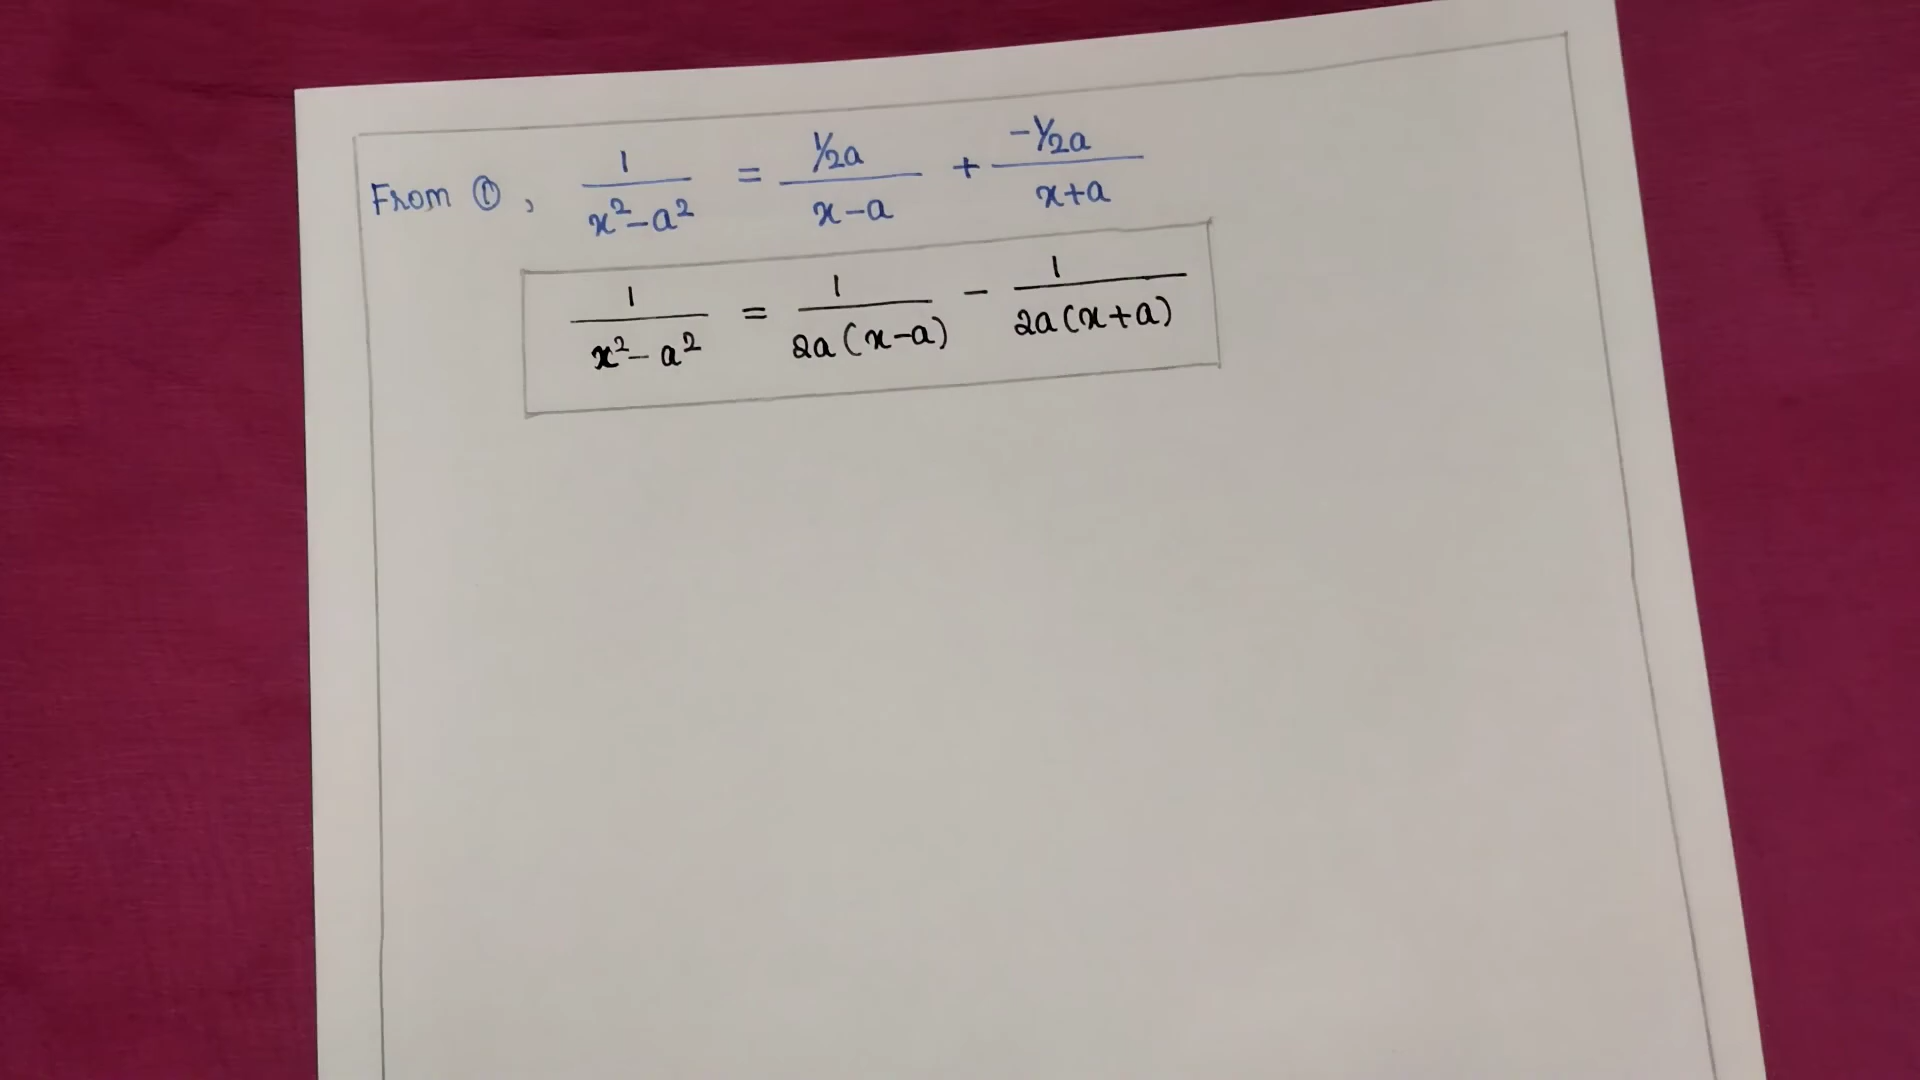 From ①, 1/(x²-a²) = (1/2a)/(x-a) + (-1/2a)/(x+a)
1/(x²-a²) = 1/(2a(x-a)) - 1/(2a(x+a))